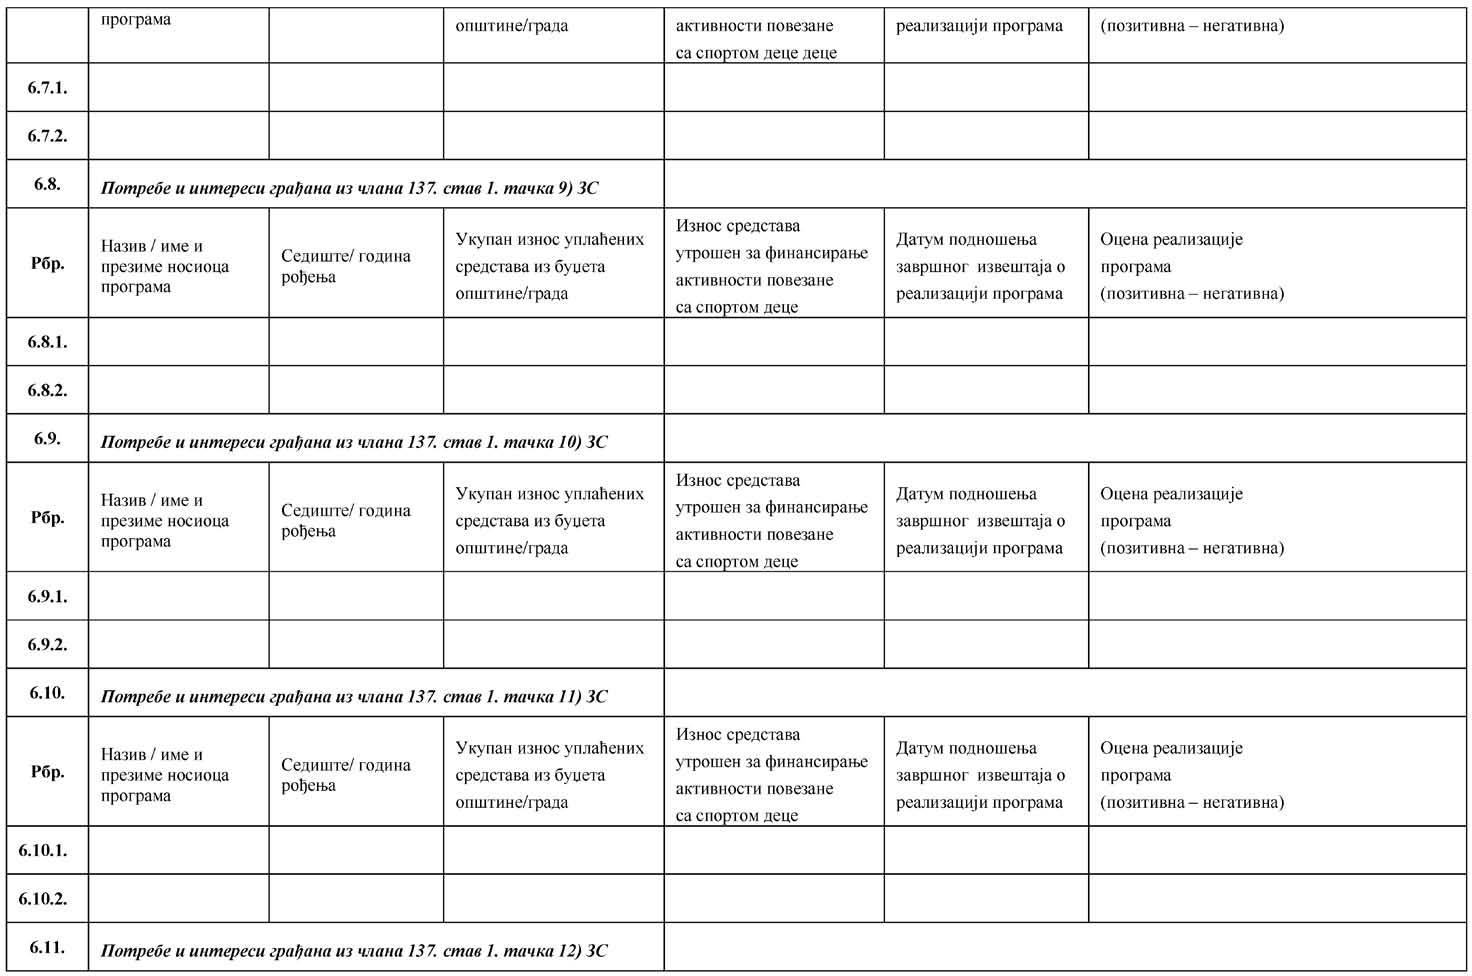 програма
општине/града
активности повезане
са спортом деце деце
реализацији програма
(позитивна – негативна)
6.7.1.
6.7.2.
6.8.
Потребе и интереси грађана из члана 137. став 1. тачка 9) ЗС
Рбр.
Назив / име и
презиме носиоца
програма
Седиште/ година
рођења
Укупан износ уплаћених
средстава из буџета
општине/града
Износ средстава
утрошен за финансирање
активности повезане
са спортом деце
Датум подношења
завршног извештаја о
реализацији програма
Оцена реализације
програма
(позитивна – негативна)
6.8.1.
6.8.2.
6.9.
Потребе и интереси грађана из члана 137. став 1. тачка 10) ЗС
Рбр.
Назив / име и
презиме носиоца
програма
Седиште/ година
рођења
Укупан износ уплаћених
средстава из буџета
општине/града
Износ средстава
утрошен за финансирање
активности повезане
са спортом деце
Датум подношења
завршног извештаја о
реализацији програма
Оцена реализације
програма
(позитивна – негативна)
6.9.1.
6.9.2.
6.10.
Потребе и интереси грађана из члана 137. став 1. тачка 11) ЗС
Рбр.
Назив / име и
презиме носиоца
програма
Седиште/ година
рођења
Укупан износ уплаћених
средстава из буџета
општине/града
Износ средстава
утрошен за финансирање
активности повезане
са спортом деце
Датум подношења
завршног извештаја о
реализацији програма
Оцена реализације
програма
(позитивна – негативна)
6.10.1.
6.10.2.
6.11.
Потребе и интереси грађана из члана 137. став 1. тачка 12) ЗС